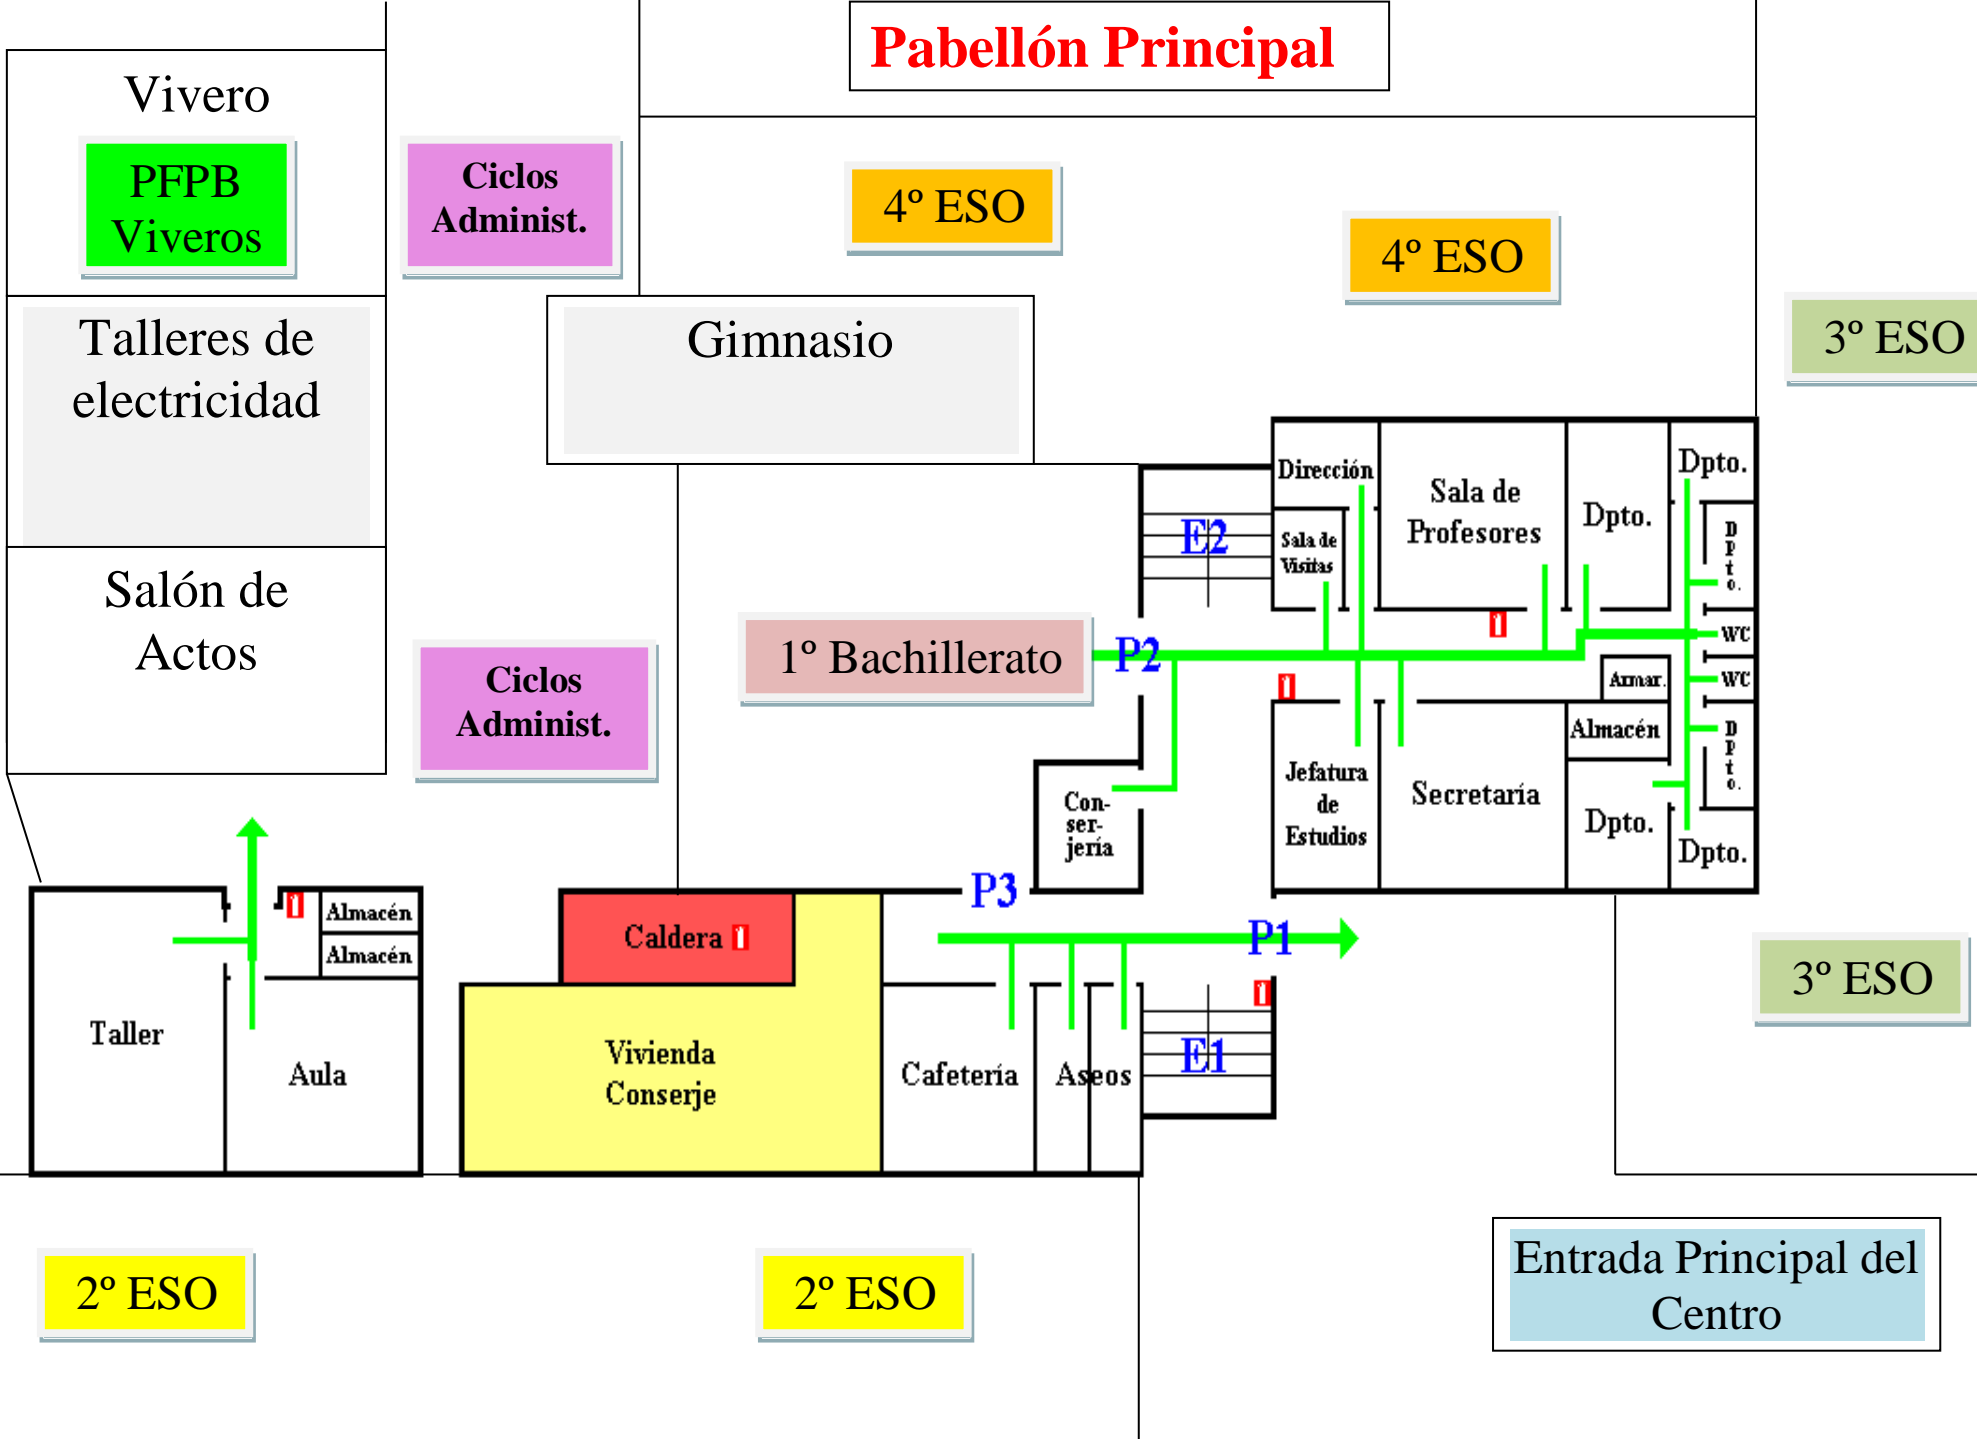 Pabellón Principal
Vivero
PFPB
Viveros
Ciclos
Administ.
4º ESO
4º ESO
3º ESO
Talleres de
electricidad
Gimnasio
Salón de
Actos
Ciclos
Administ.
1º Bachillerato
E2
P2
Dirección
Sala de
Visitas
Sala de
Profesores
Dpto.
Dpto.
D
p
t
o.
WC
WC
Armar.
Almacén
D
p
t
o.
Jefatura
de
Estudios
Secretaría
Dpto.
Dpto.
Con-
ser-
jería
P3
P1
E1
Almacén
Almacén
Taller
Aula
Caldera
Vivienda
Conserje
Cafetería
Aseos
3º ESO
2º ESO
2º ESO
Entrada Principal del
Centro